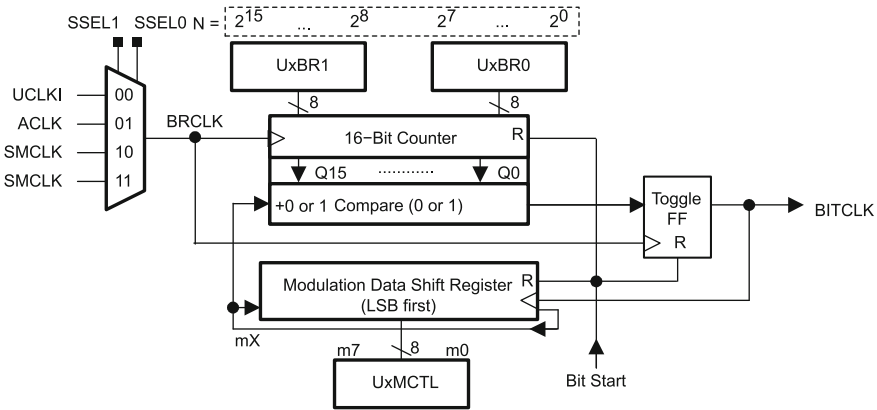 SSEL1 SSEL0 N = 2^15 ... 2^8 2^7 ... 2^0
UxBR1 UxBR0
8 8
UCLKI 00
ACLK 01
SMCLK 10
SMCLK 11
BRCLK
16−Bit Counter R
Q15 ............ Q0
+0 or 1 Compare (0 or 1)
Toggle
FF
R
BITCLK
Modulation Data Shift Register R
(LSB first)
mX
m7 8 m0
UxMCTL
Bit Start